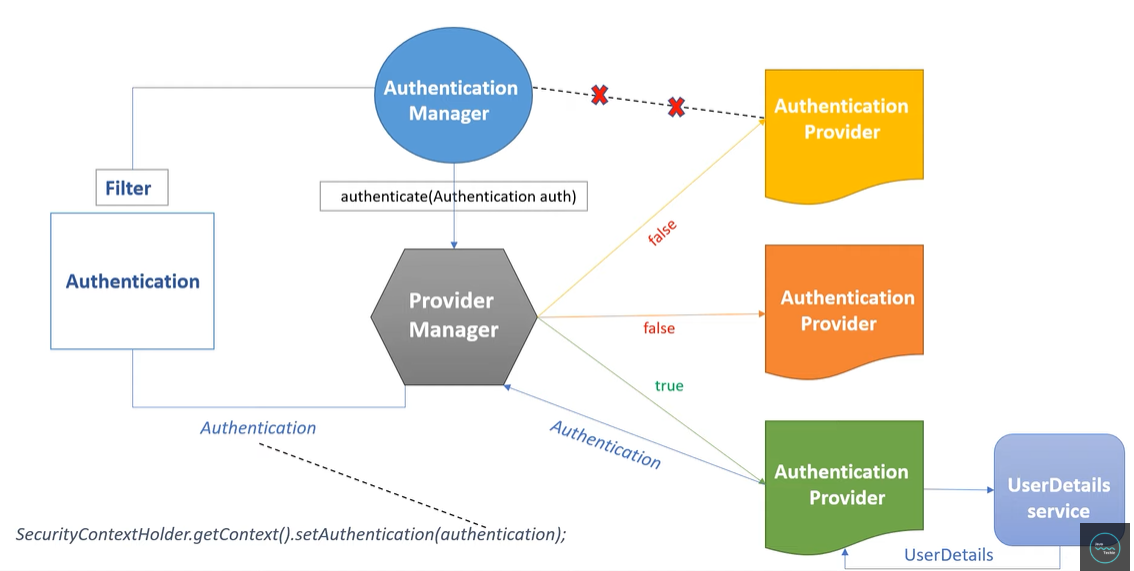 Authentication
Manager
Authentication
Provider
Filter
authenticate(Authentication auth)
Authentication
false
Provider
Manager
Authentication
Provider
false
true
Authentication
Authentication
Authentication
Provider
UserDetails
service
SecurityContextHolder.getContext().setAuthentication(authentication);
UserDetails